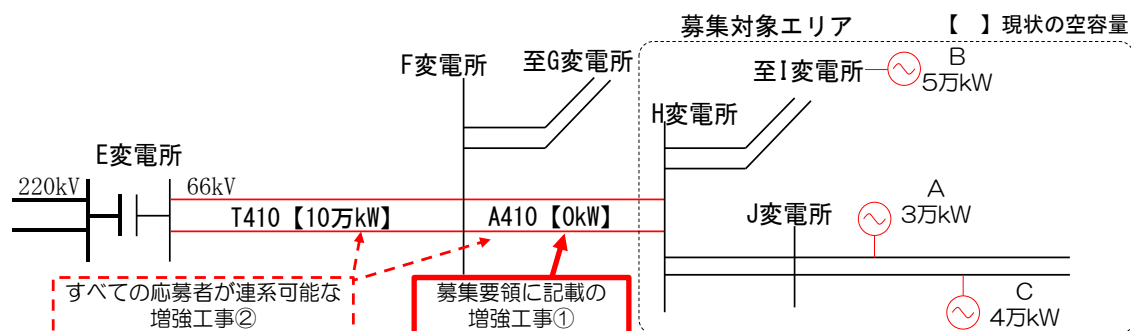 募集対象エリア
【 】現状の空容量
F変電所
至G変電所
至I変電所
B
5万kW
H変電所
E変電所
220kV
66kV
A
3万kW
T410【10万kW】
A410【0kW】
J変電所
すべての応募者が連系可能な
増強工事②
募集要領に記載の
増強工事①
C
4万kW